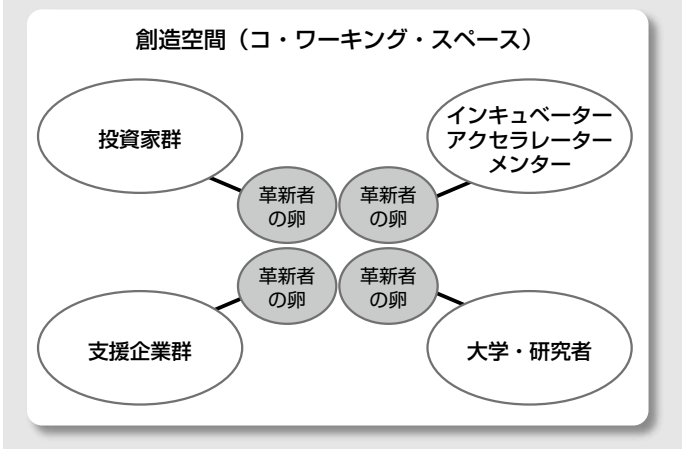 創造空間（コ・ワーキング・スペース）
投資家群
インキュベーター
アクセラレーター
メンター
革新者
の卵
革新者
の卵
革新者
の卵
革新者
の卵
支援企業群
大学・研究者